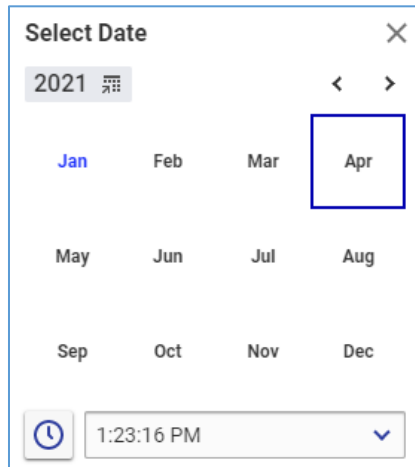 Select Date
2021
Jan Feb Mar Apr
May Jun Jul Aug
Sep Oct Nov Dec
1:23:16 PM